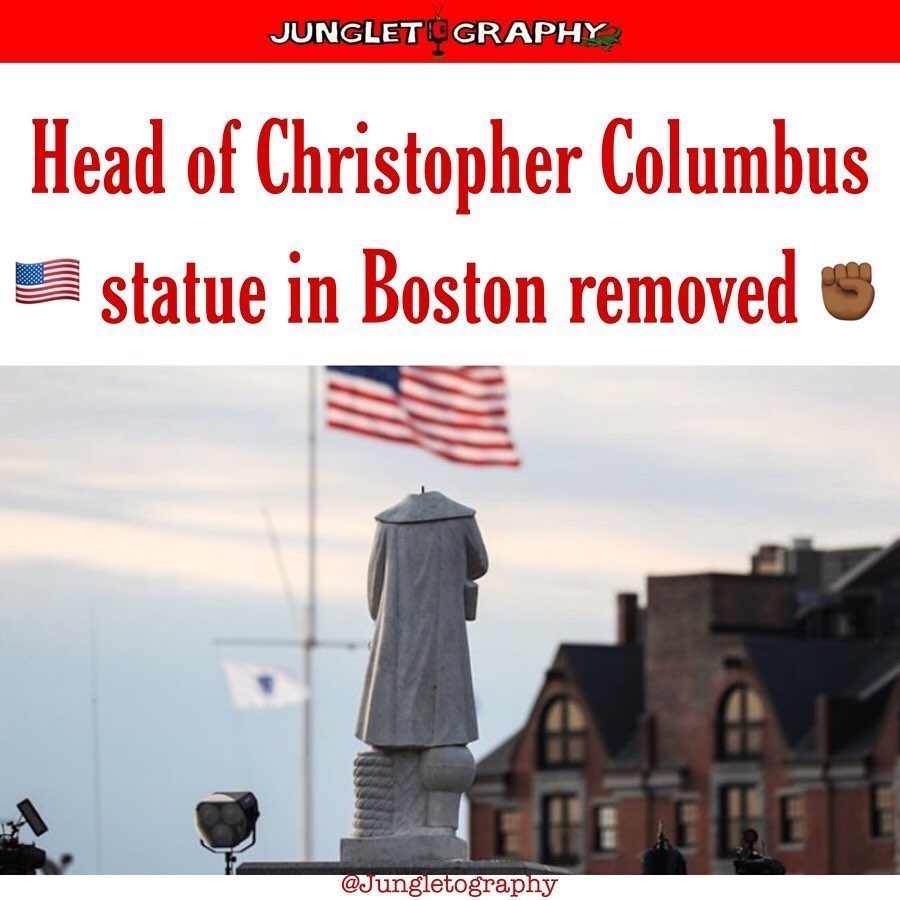 JUNGLETOGRAPHY
Head of Christopher Columbus
🇺🇸 statue in Boston removed ✊🏾
@Jungletography